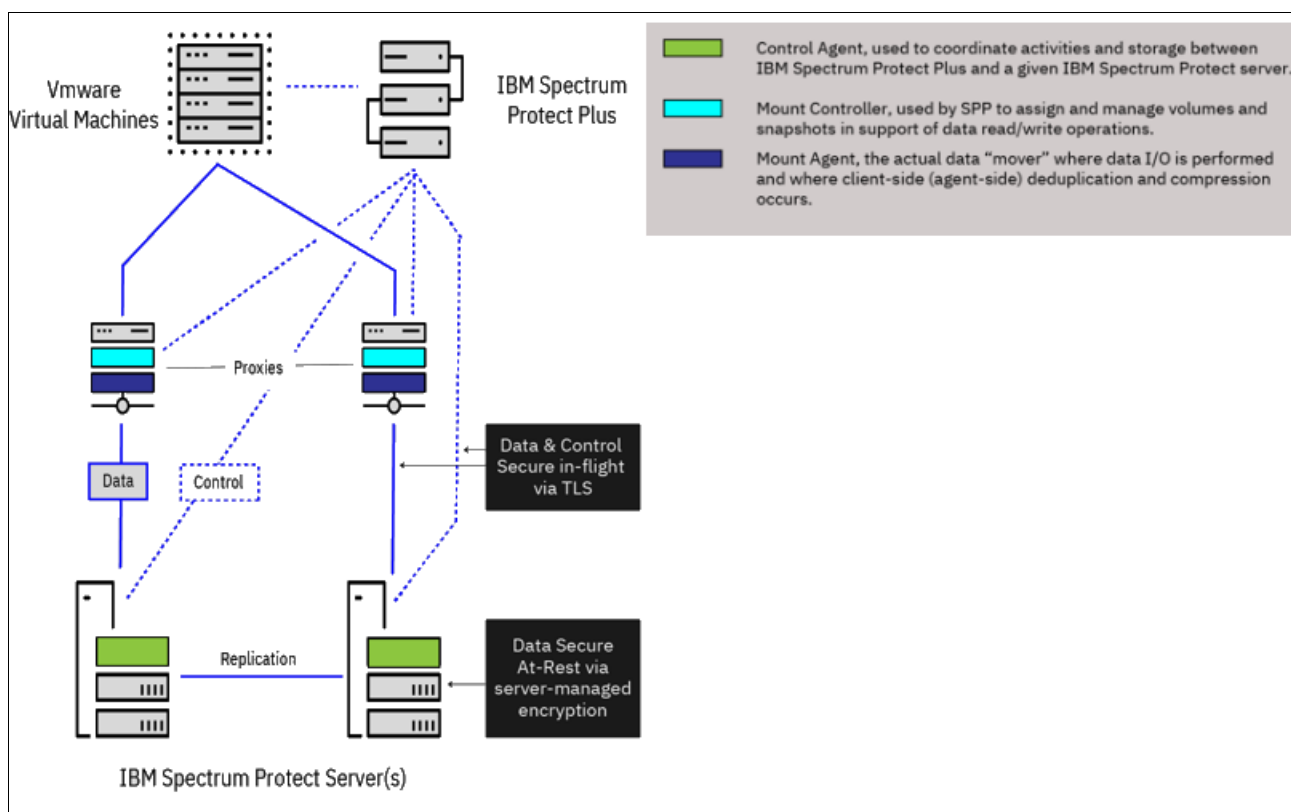 Vmware
Virtual Machines
IBM Spectrum
Protect Plus
Control Agent, used to coordinate activities and storage between
IBM Spectrum Protect Plus and a given IBM Spectrum Protect server.
Mount Controller, used by SPP to assign and manage volumes and
snapshots in support of data read/write operations.
Mount Agent, the actual data “mover” where data I/O is performed
and where client-side (agent-side) deduplication and compression
occurs.
Proxies
Data
Control
Data & Control
Secure in-flight
via TLS
Replication
Data Secure
At-Rest via
server-managed
encryption
IBM Spectrum Protect Server(s)